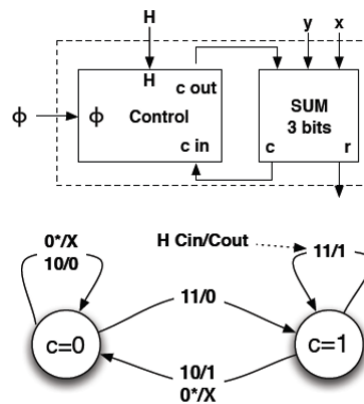 H
y x
H
c out
SUM
ϕ
ϕ
Control
3 bits
c in
c
r
0*/X
10/0
H Cin/Cout
11/1
11/0
c=0
c=1
10/1
0*/X